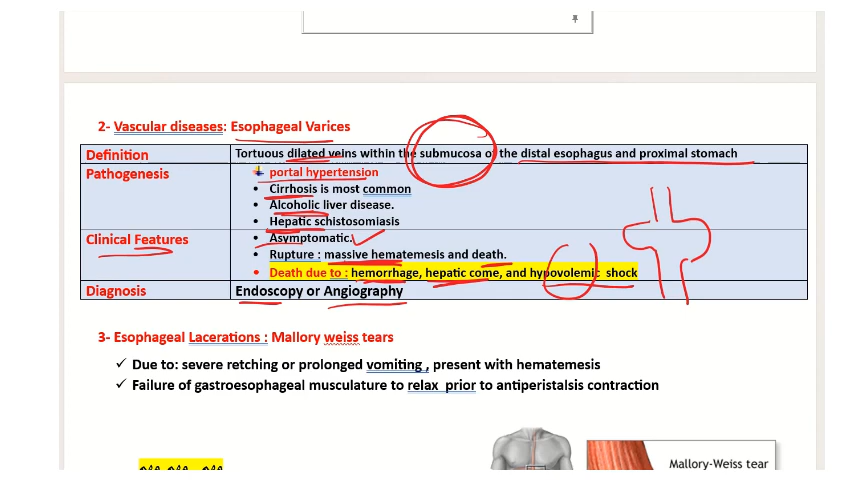 2- Vascular diseases: Esophageal Varices
Definition
Tortuous dilated veins within the submucosa of the distal esophagus and proximal stomach
Pathogenesis
portal hypertension
• Cirrhosis is most common
• Alcoholic liver disease.
• Hepatic schistosomiasis
Clinical Features
• Asymptomatic.
• Rupture : massive hematemesis and death.
• Death due to : hemorrhage, hepatic come, and hypovolemic shock
Diagnosis
Endoscopy or Angiography
3- Esophageal Lacerations : Mallory weiss tears
✓ Due to: severe retching or prolonged vomiting , present with hematemesis
✓ Failure of gastroesophageal musculature to relax prior to antiperistalsis contraction
Mallory-Weiss tear